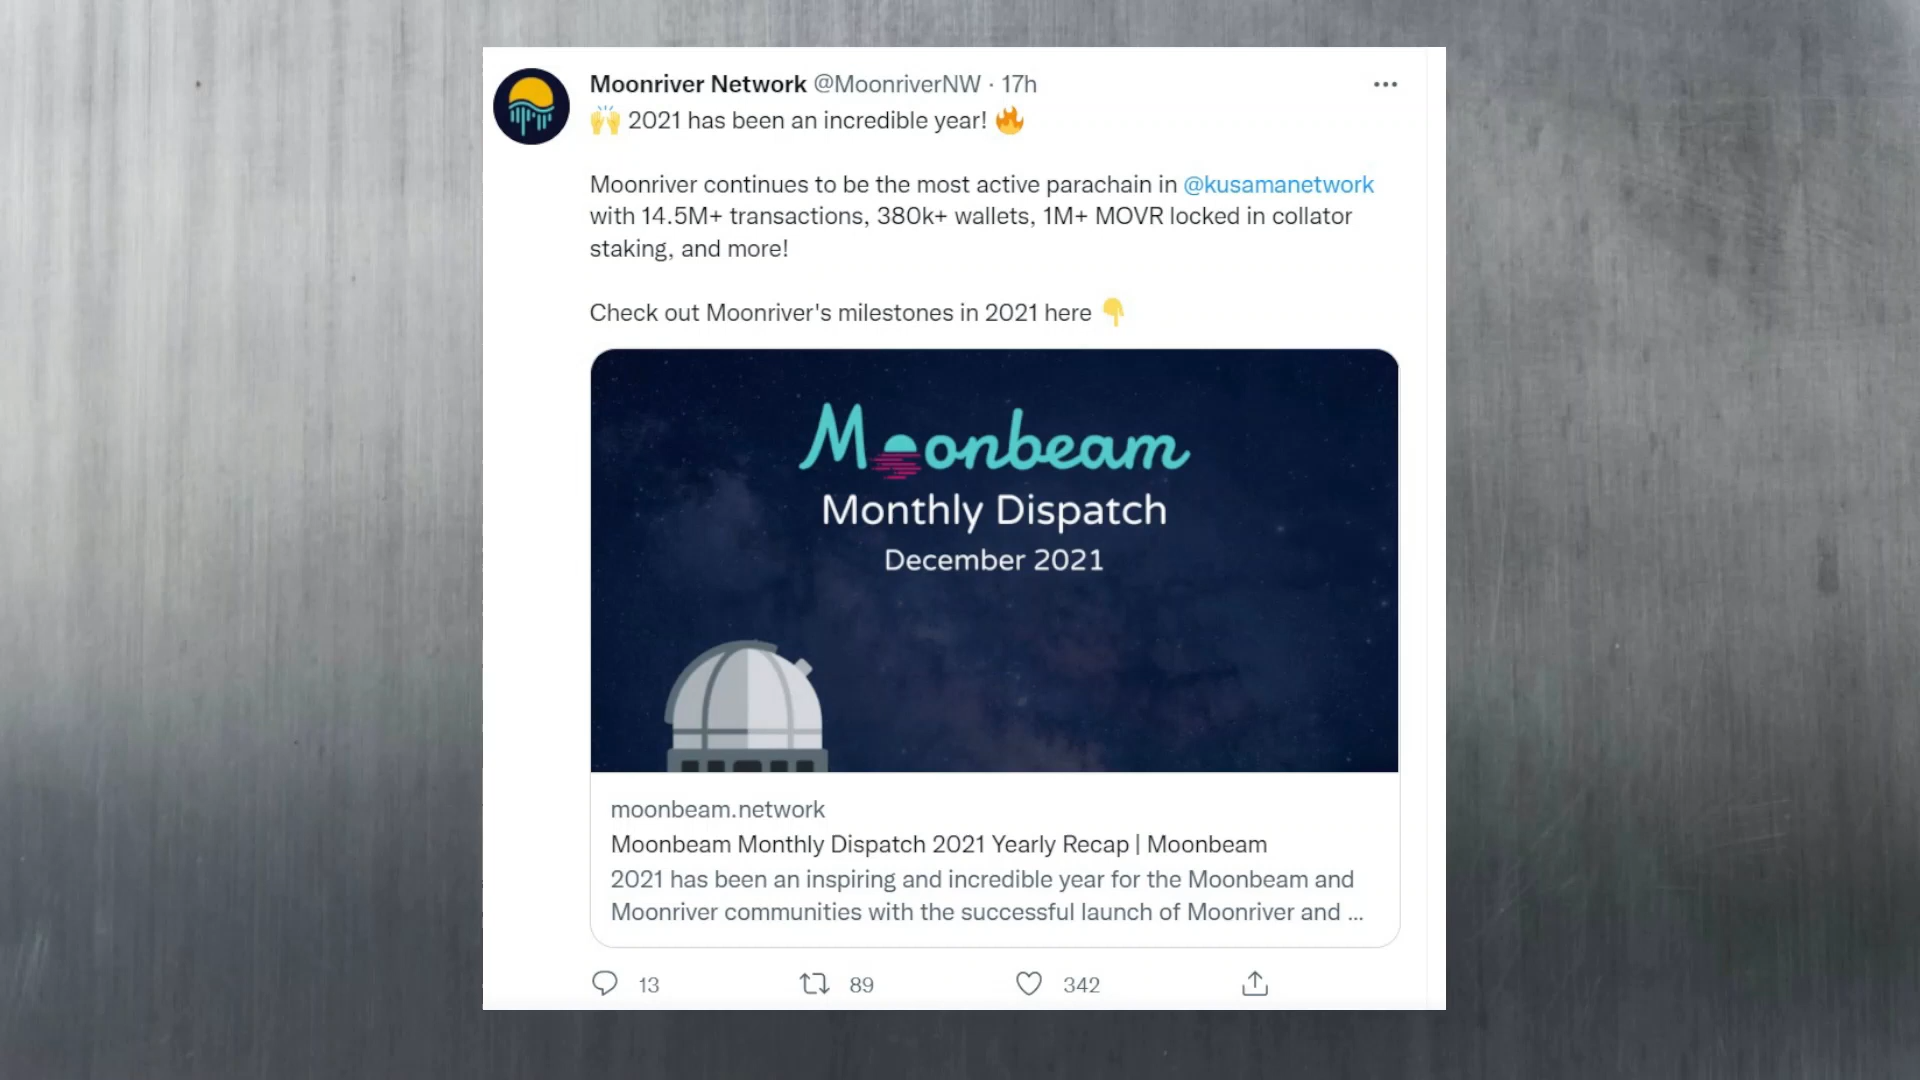 Moonriver Network @MoonriverNW · 17h
🙌 2021 has been an incredible year! 🔥
Moonriver continues to be the most active parachain in @kusamanetwork
with 14.5M+ transactions, 380k+ wallets, 1M+ MOVR locked in collator
staking, and more!
Check out Moonriver's milestones in 2021 here 👇
Moonbeam
Monthly Dispatch
December 2021
moonbeam.network
Moonbeam Monthly Dispatch 2021 Yearly Recap | Moonbeam
2021 has been an inspiring and incredible year for the Moonbeam and
Moonriver communities with the successful launch of Moonriver and ...
13 89 342